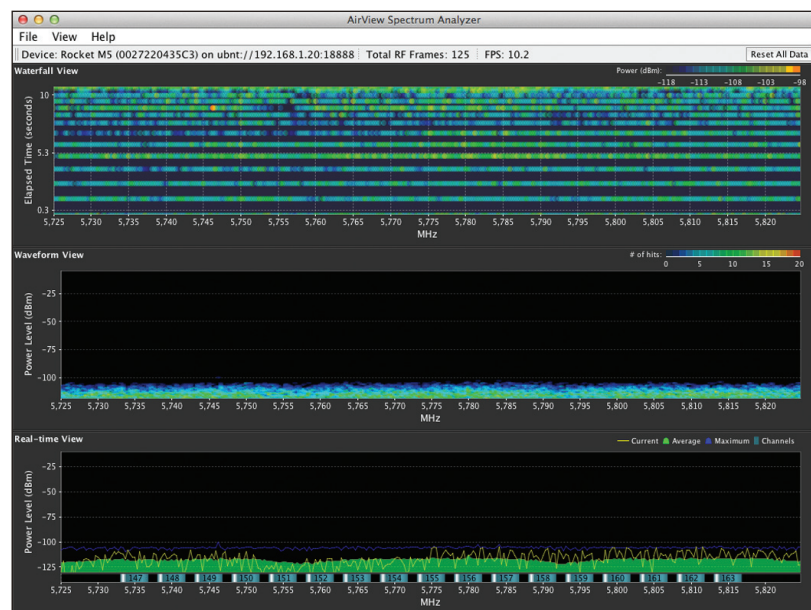 AirView Spectrum Analyzer
File View Help
Device: Rocket M5 (0027220435C3) on ubnt://192.168.1.20:18888 Total RF Frames: 125 FPS: 10.2 Reset All Data
Waterfall View Power (dBm):
-118 -113 -108 -103 -98
Elapsed Time (seconds)
10
5.3
0.3
5,725 5,730 5,735 5,740 5,745 5,750 5,755 5,760 5,765 5,770 5,775 5,780 5,785 5,790 5,795 5,800 5,805 5,810 5,815 5,820
MHz
Waveform View # of hits:
0 5 10 15 20
Power Level (dBm)
-25
-50
-75
-100
5,725 5,730 5,735 5,740 5,745 5,750 5,755 5,760 5,765 5,770 5,775 5,780 5,785 5,790 5,795 5,800 5,805 5,810 5,815 5,820
MHz
Real-time View Current Average Maximum Channels
Power Level (dBm)
-25
-50
-75
-100
-125
147 148 149 150 151 152 153 154 155 156 157 158 159 160 161 162 163
5,725 5,730 5,735 5,740 5,745 5,750 5,755 5,760 5,765 5,770 5,775 5,780 5,785 5,790 5,795 5,800 5,805 5,810 5,815 5,820
MHz